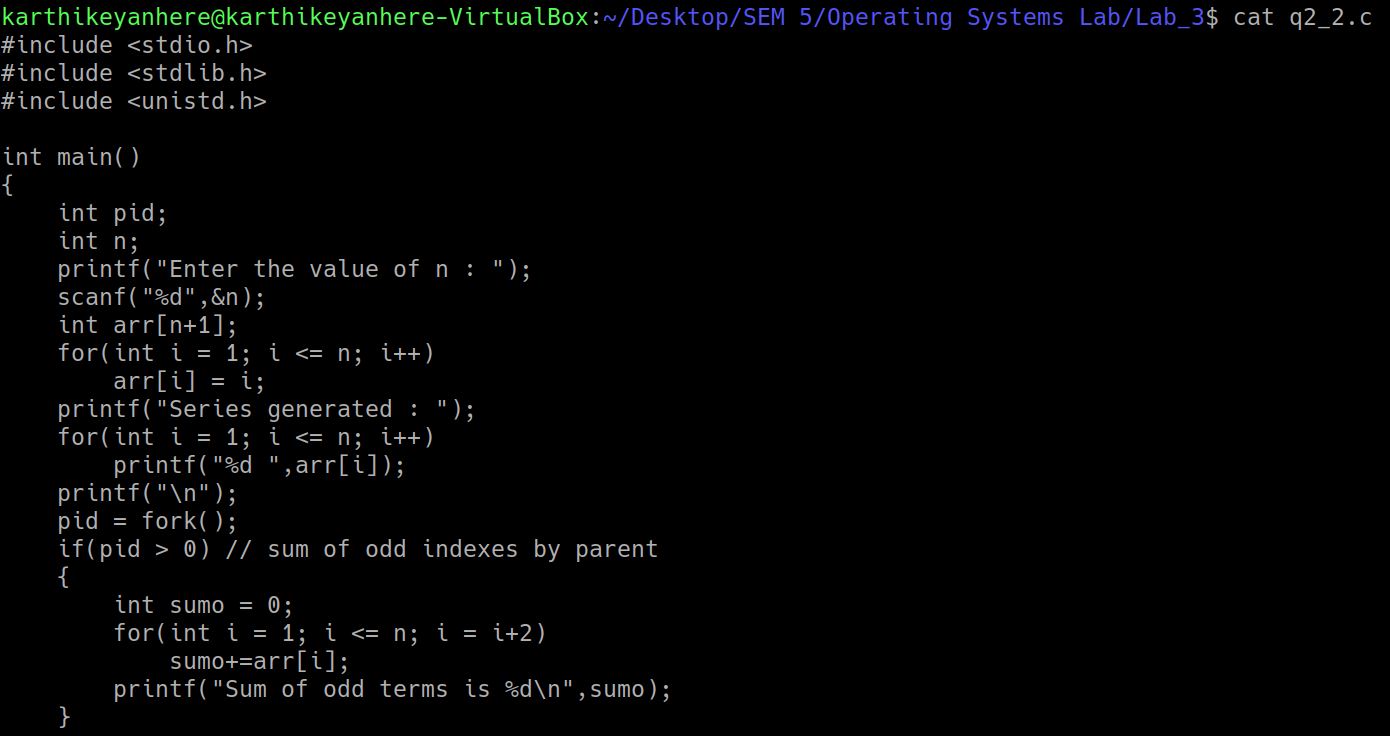 karthikeyanhere@karthikeyanhere-VirtualBox:~/Desktop/SEM 5/Operating Systems Lab/Lab_3$ cat q2_2.c
#include <stdio.h>
#include <stdlib.h>
#include <unistd.h>

int main()
{
    int pid;
    int n;
    printf("Enter the value of n : ");
    scanf("%d",&n);
    int arr[n+1];
    for(int i = 1; i <= n; i++)
        arr[i] = i;
    printf("Series generated : ");
    for(int i = 1; i <= n; i++)
        printf("%d ",arr[i]);
    printf("\n");
    pid = fork();
    if(pid > 0) // sum of odd indexes by parent
    {
        int sumo = 0;
        for(int i = 1; i <= n; i = i+2)
            sumo+=arr[i];
        printf("Sum of odd terms is %d\n",sumo);
    }